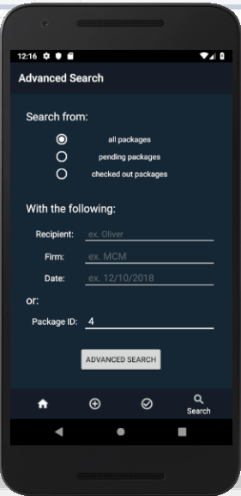 12:16
Advanced Search
Search from:
all packages
pending packages
checked out packages
With the following:
Recipient: ex. Oliver
Firm: ex. MCM
Date: ex. 12/10/2018
or:
Package ID: 4
ADVANCED SEARCH
Search